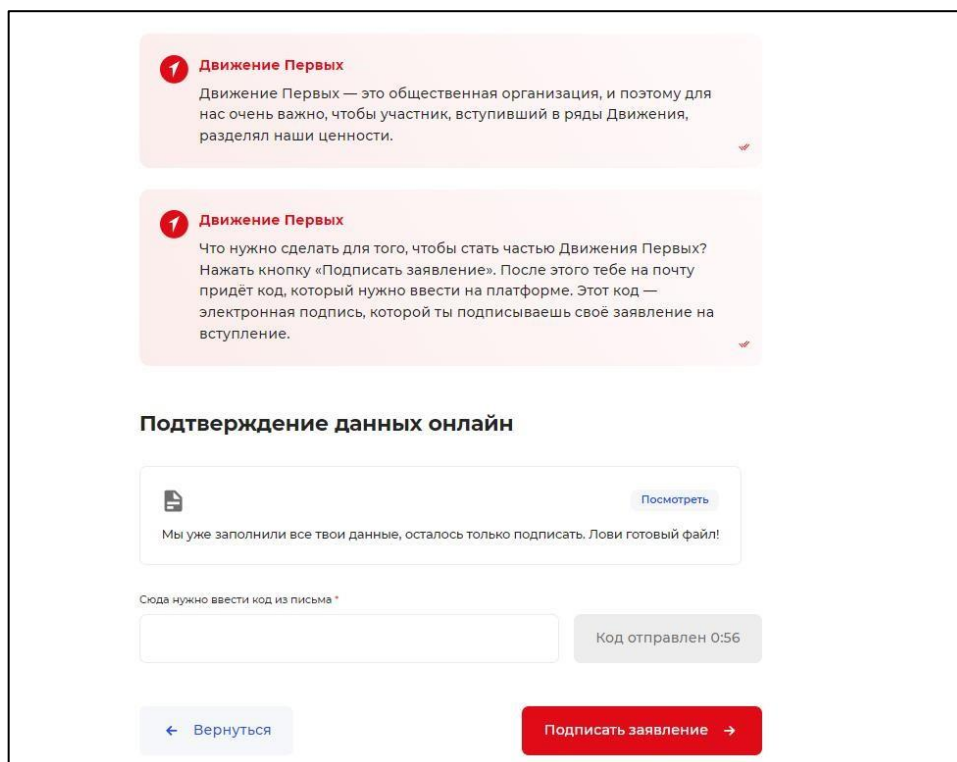 Движение Первых
Движение Первых — это общественная организация, и поэтому для
нас очень важно, чтобы участник, вступивший в ряды Движения,
разделял наши ценности.
Движение Первых
Что нужно сделать для того, чтобы стать частью Движения Первых?
Нажать кнопку «Подписать заявление». После этого тебе на почту
придёт код, который нужно ввести на платформе. Этот код —
электронная подпись, которой ты подписываешь своё заявление на
вступление.
Подтверждение данных онлайн
Посмотреть
Мы уже заполнили все твои данные, осталось только подписать. Лови готовый файл!
Сюда нужно ввести код из письма *
Код отправлен 0:56
← Вернуться
Подписать заявление →